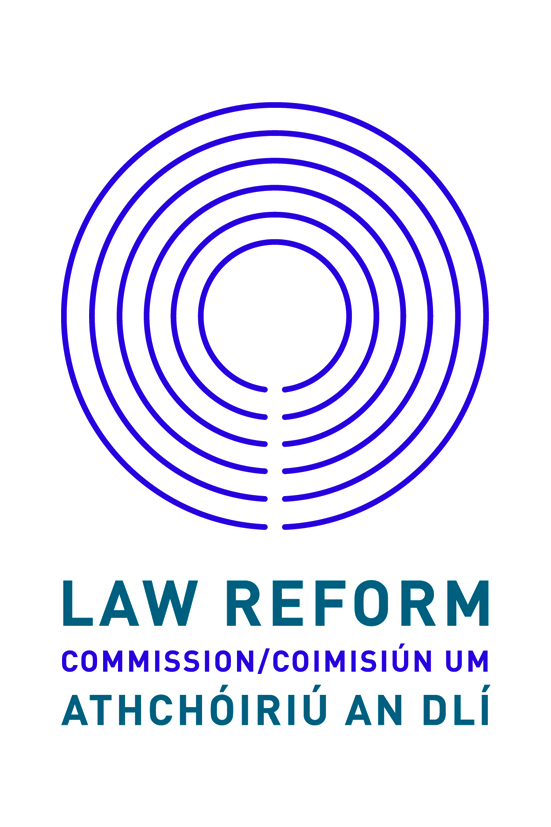 LAW REFORM
COMMISSION/COIMISIÚN UM
ATHCHÓIRIÚ AN DLÍ